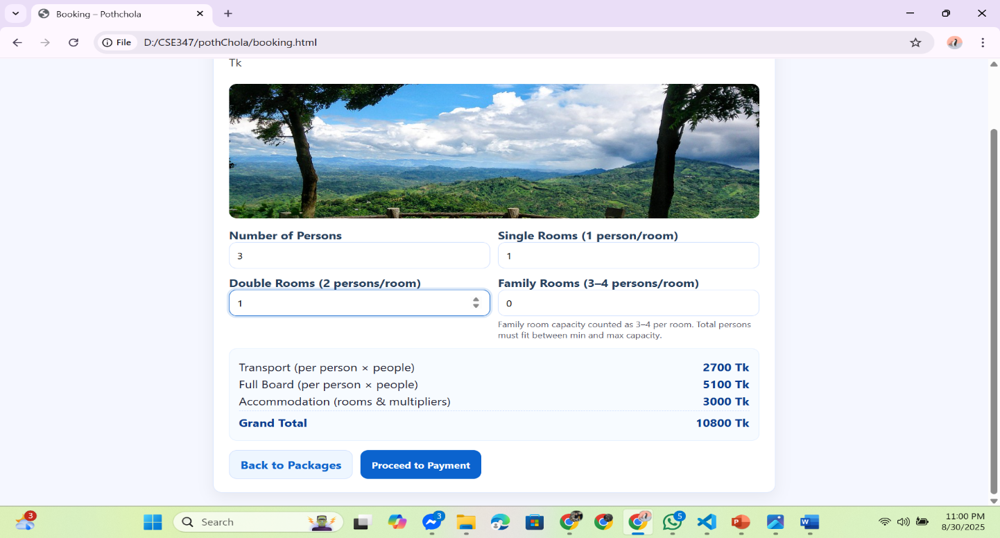 Booking – Pothchola
File D:/CSE347/pothChola/booking.html
Tk
Number of Persons
3
Single Rooms (1 person/room)
1
Double Rooms (2 persons/room)
1
Family Rooms (3–4 persons/room)
0
Family room capacity counted as 3–4 per room. Total persons
must fit between min and max capacity.
Transport (per person × people) 2700 Tk
Full Board (per person × people) 5100 Tk
Accommodation (rooms & multipliers) 3000 Tk
Grand Total 10800 Tk
Back to Packages Proceed to Payment
3
Search
3
5
P
W
11:00 PM
8/30/2025